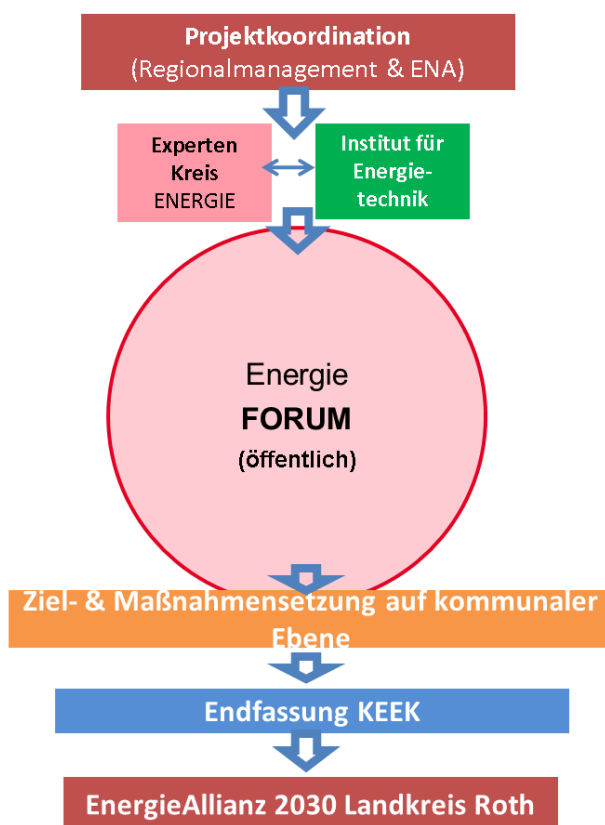 Projektkoordination
(Regionalmanagement & ENA)
Experten
Kreis
ENERGIE
Institut für
Energie-
technik
Energie
FORUM
(öffentlich)
Ziel- & Maßnahmensetzung auf kommunaler
Ebene
Endfassung KEEK
EnergieAllianz 2030 Landkreis Roth